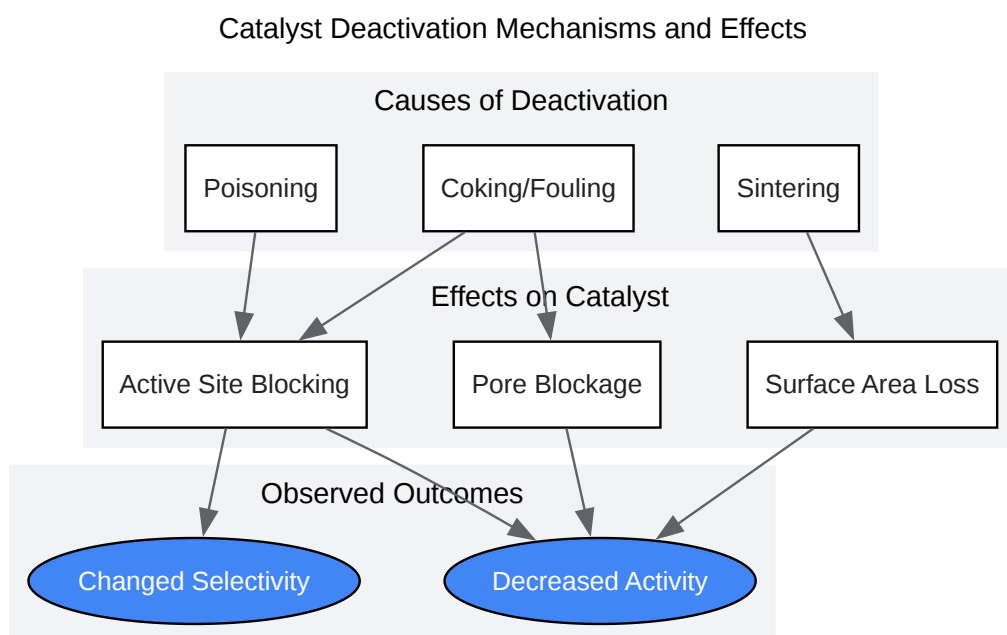 Catalyst Deactivation Mechanisms and Effects
Causes of Deactivation
Poisoning
Coking/Fouling
Sintering
Effects on Catalyst
Active Site Blocking
Pore Blockage
Surface Area Loss
Observed Outcomes
Changed Selectivity
Decreased Activity